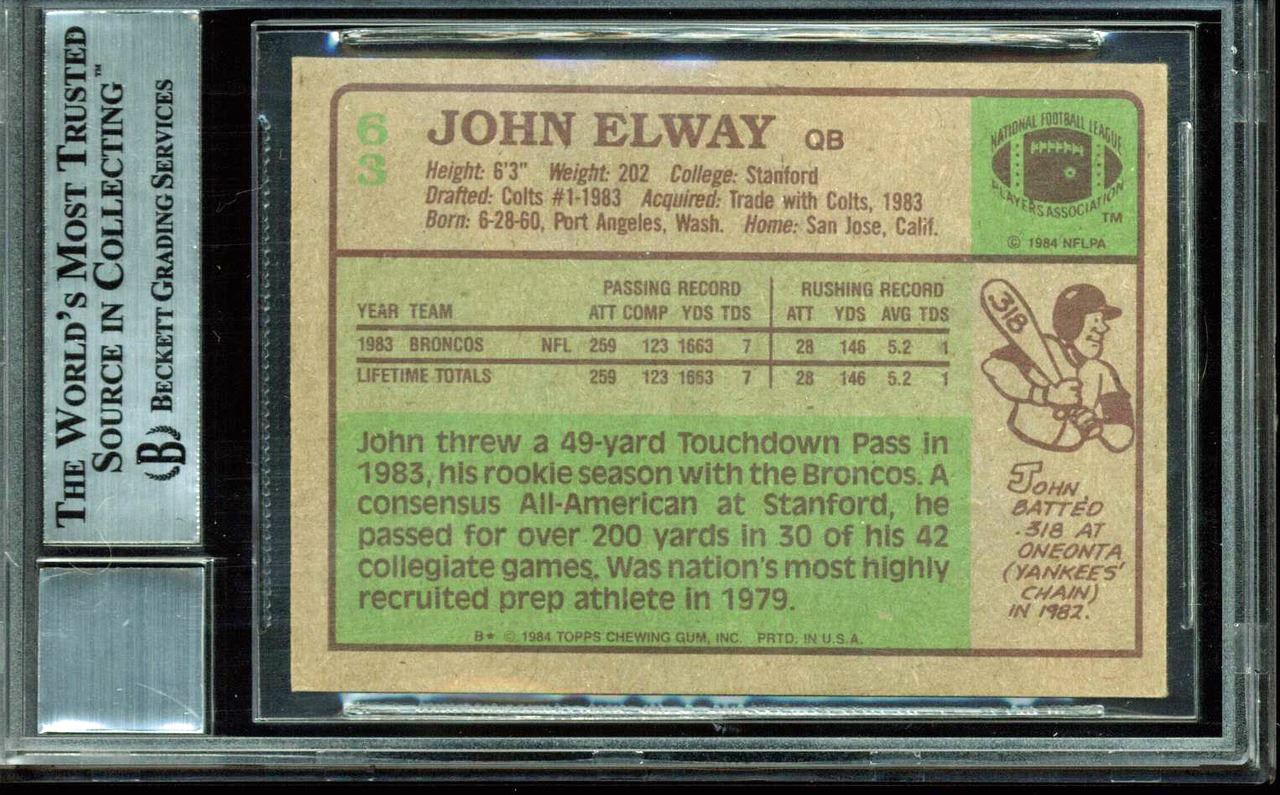 THE WORLD'S MOST TRUSTED
SOURCE IN COLLECTING™
B BECKETT GRADING SERVICES
63
JOHN ELWAY QB
Height: 6'3" Weight: 202 College: Stanford
Drafted: Colts #1-1983 Acquired: Trade with Colts, 1983
Born: 6-28-60, Port Angeles, Wash. Home: San Jose, Calif.
NATIONAL FOOTBALL LEAGUE
PLAYERS ASSOCIATION
TM
© 1984 NFLPA
PASSING RECORD RUSHING RECORD
YEAR TEAM ATT COMP YDS TDS ATT YDS AVG TDS
1983 BRONCOS NFL 259 123 1663 7 28 146 5.2 1
LIFETIME TOTALS 259 123 1663 7 28 146 5.2 1
John threw a 49-yard Touchdown Pass in
1983, his rookie season with the Broncos. A
consensus All-American at Stanford, he
passed for over 200 yards in 30 of his 42
collegiate games. Was nation's most highly
recruited prep athlete in 1979.
B* © 1984 TOPPS CHEWING GUM, INC. PRTD. IN U.S.A.
318
JOHN
BATTED
.318 AT
ONEONTA
(YANKEES'
CHAIN)
IN 1982.